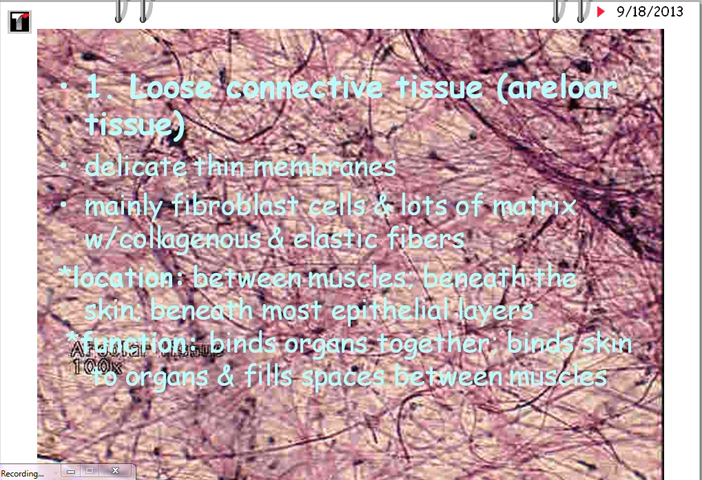 9/18/2013
• 1. Loose connective tissue (areloar
tissue)
• delicate thin membranes
• mainly fibroblast cells & lots of matrix
w/collagenous & elastic fibers
*location: between muscles; beneath the
skin; beneath most epithelial layers
*function: binds organs together; binds skin
to organs & fills spaces between muscles
Areolar Tissue
100x
Recording...